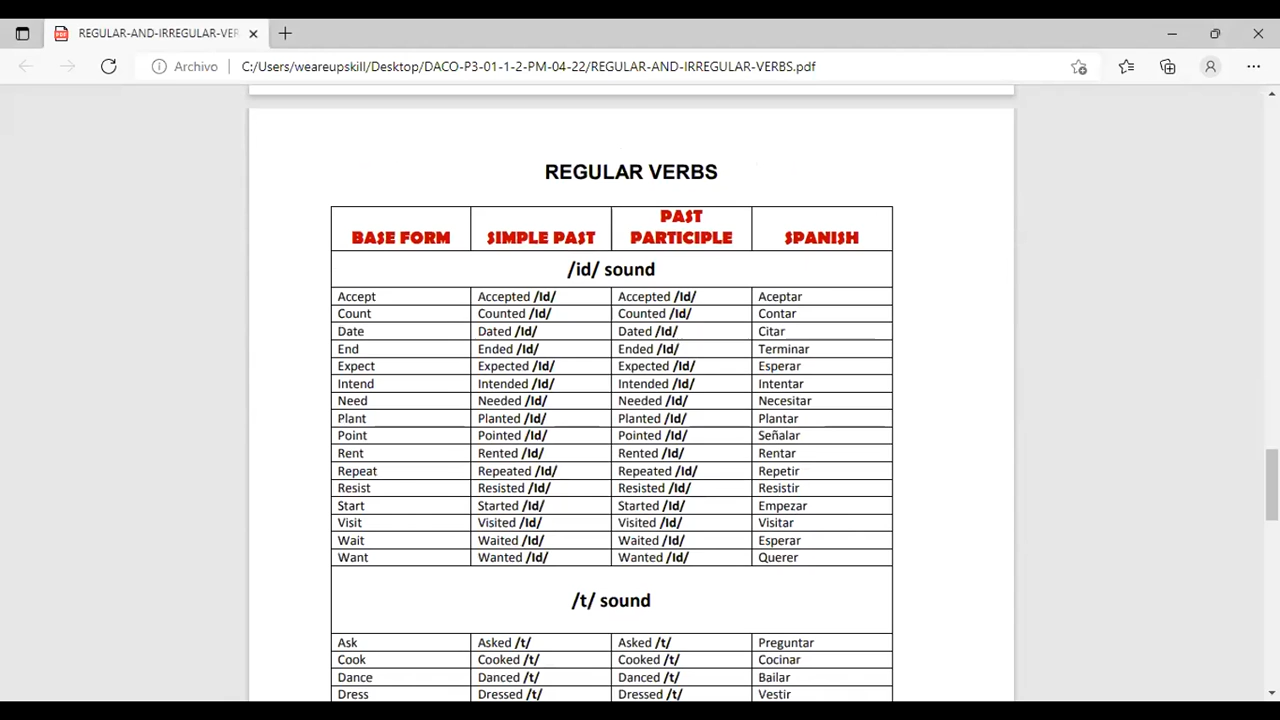 REGULAR-AND-IRREGULAR-VER
Archivo C:/Users/weareupskill/Desktop/DACO-P3-01-1-2-PM-04-22/REGULAR-AND-IRREGULAR-VERBS.pdf
REGULAR VERBS
BASE FORM SIMPLE PAST PAST PARTICIPLE SPANISH
/id/ sound
Accept Accepted /Id/ Accepted /Id/ Aceptar
Count Counted /Id/ Counted /Id/ Contar
Date Dated /Id/ Dated /Id/ Citar
End Ended /Id/ Ended /Id/ Terminar
Expect Expected /Id/ Expected /Id/ Esperar
Intend Intended /Id/ Intended /Id/ Intentar
Need Needed /Id/ Needed /Id/ Necesitar
Plant Planted /Id/ Planted /Id/ Plantar
Point Pointed /Id/ Pointed /Id/ Señalar
Rent Rented /Id/ Rented /Id/ Rentar
Repeat Repeated /Id/ Repeated /Id/ Repetir
Resist Resisted /Id/ Resisted /Id/ Resistir
Start Started /Id/ Started /Id/ Empezar
Visit Visited /Id/ Visited /Id/ Visitar
Wait Waited /Id/ Waited /Id/ Esperar
Want Wanted /Id/ Wanted /Id/ Querer
/t/ sound
Ask Asked /t/ Asked /t/ Preguntar
Cook Cooked /t/ Cooked /t/ Cocinar
Dance Danced /t/ Danced /t/ Bailar
Dress Dressed /t/ Dressed /t/ Vestir